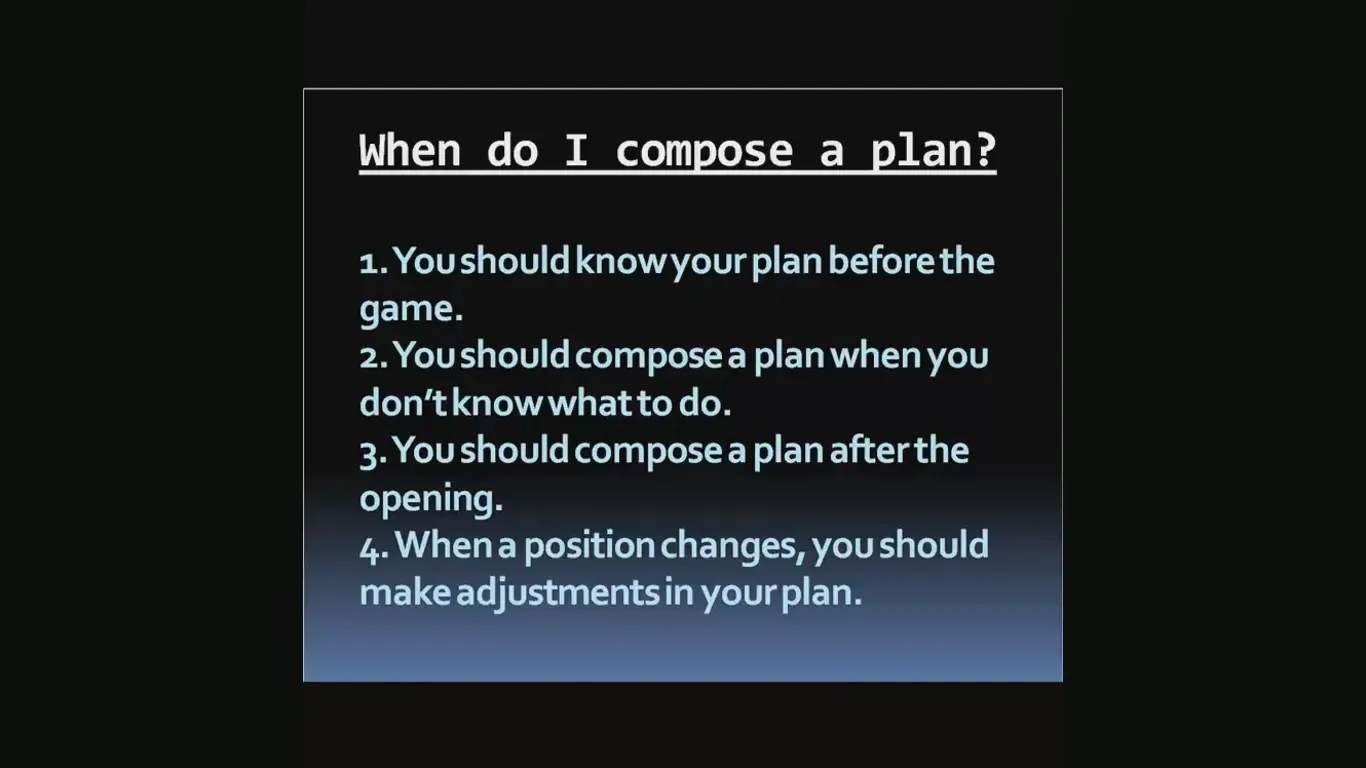 When do I compose a plan?
1. You should know your plan before the
game.
2. You should compose a plan when you
don't know what to do.
3. You should compose a plan after the
opening.
4. When a position changes, you should
make adjustments in your plan.